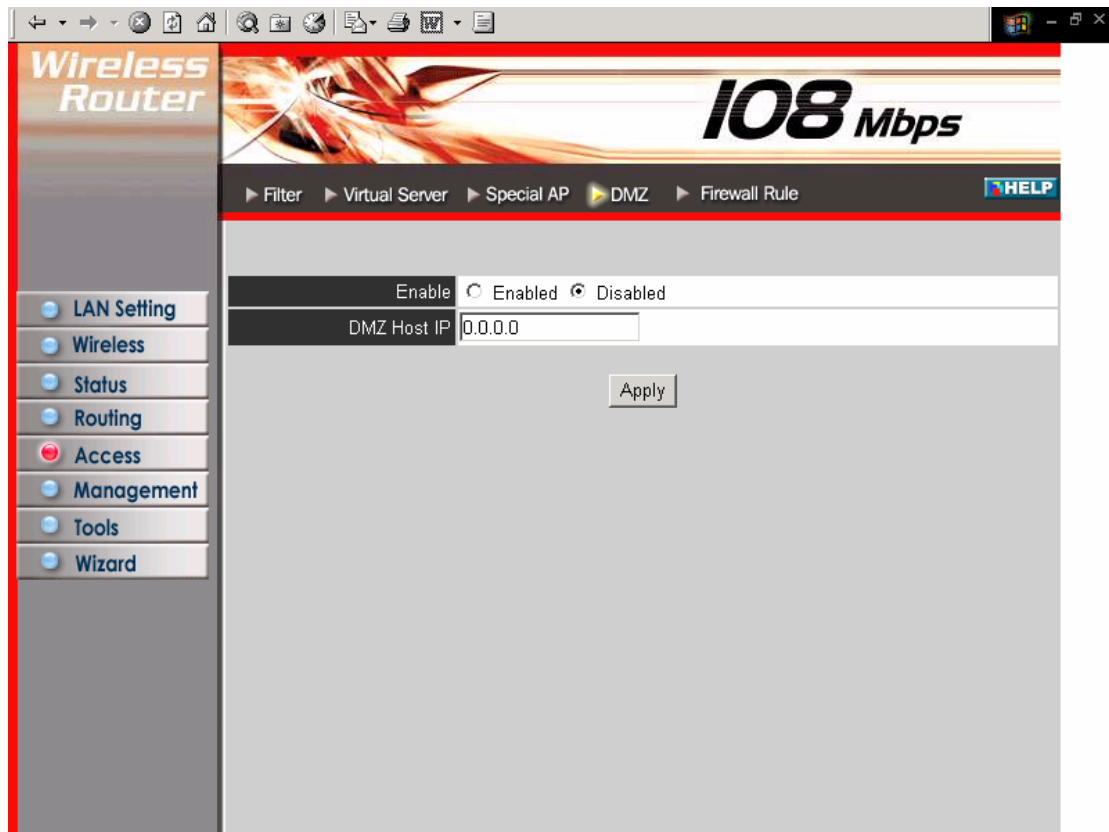 Wireless
Router
108 Mbps
Filter Virtual Server Special AP DMZ Firewall Rule HELP
Enable Enabled Disabled
DMZ Host IP 0.0.0.0
Apply
LAN Setting
Wireless
Status
Routing
Access
Management
Tools
Wizard